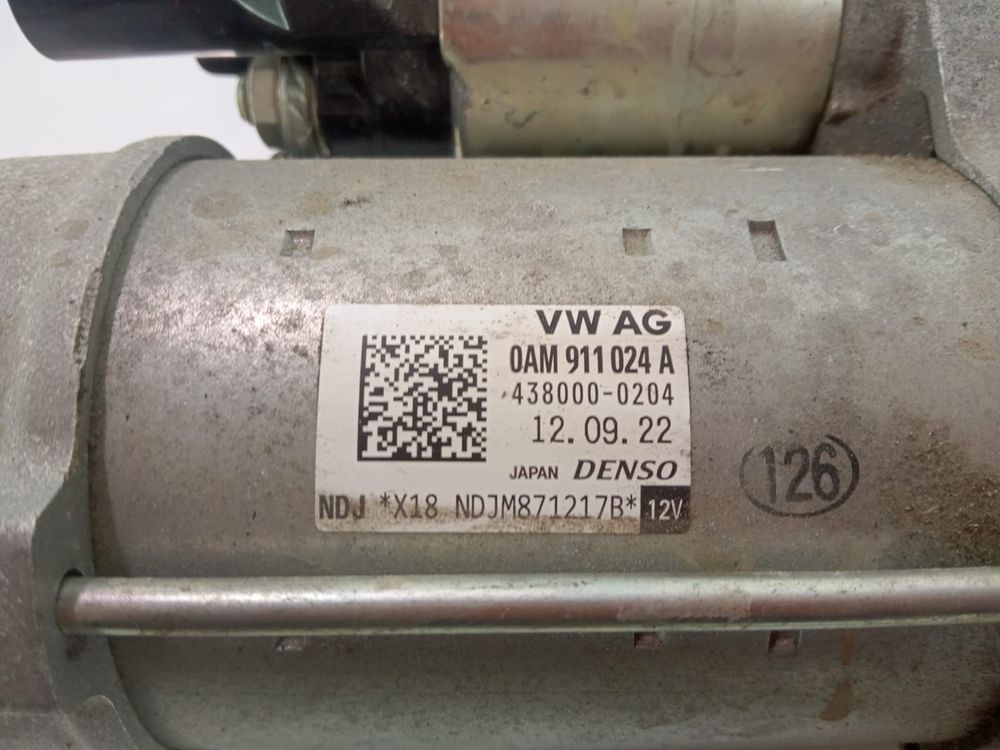 VW AG
0AM 911 024 A
438000-0204
12.09.22
JAPAN DENSO
NDJ *X18 NDJM871217B* 12V
126